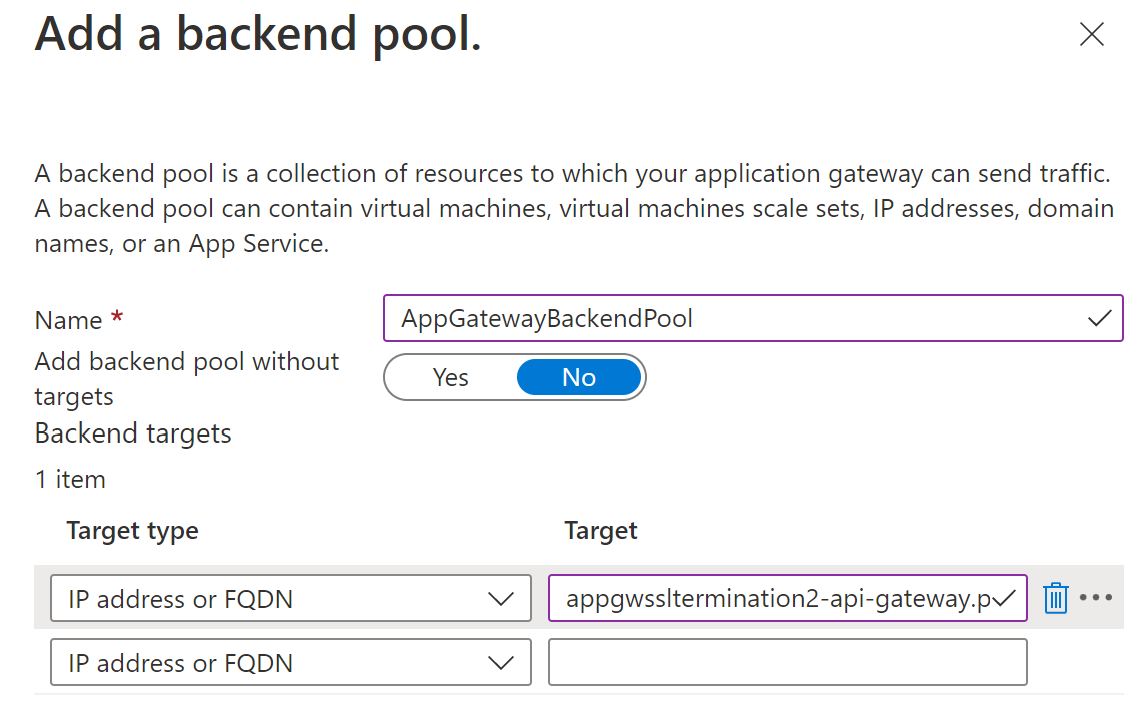 Add a backend pool.
A backend pool is a collection of resources to which your application gateway can send traffic.
A backend pool can contain virtual machines, virtual machines scale sets, IP addresses, domain
names, or an App Service.
Name *
AppGatewayBackendPool
Add backend pool without
targets
Yes
No
Backend targets
1 item
Target type
Target
IP address or FQDN
appgwssltermination2-api-gateway.p
IP address or FQDN